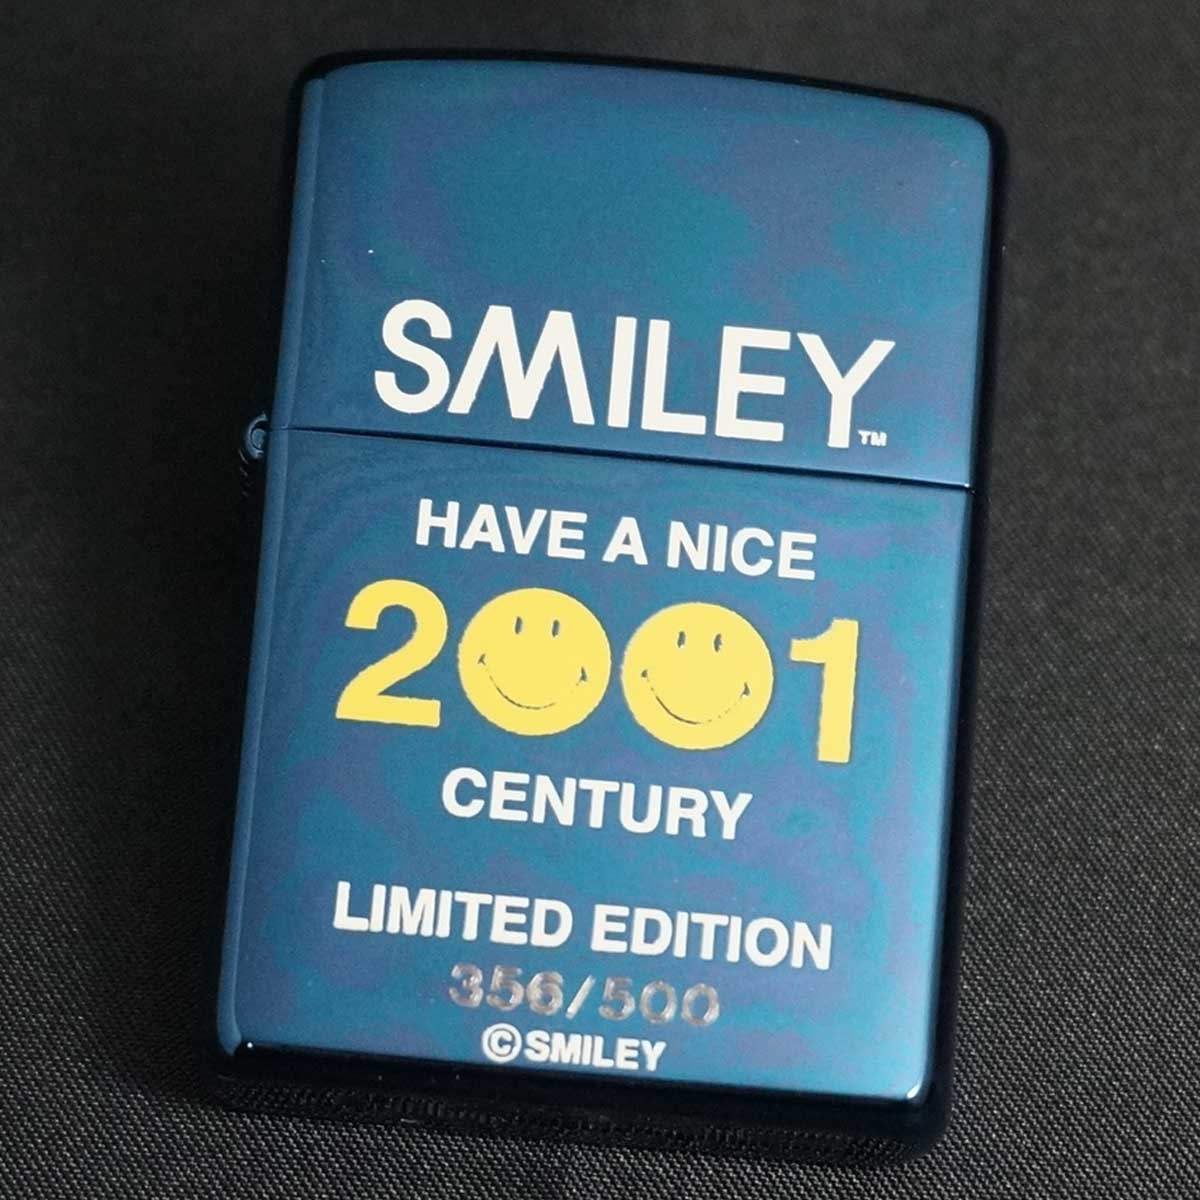 SMILEY™
HAVE A NICE
2001
CENTURY
LIMITED EDITION
356/500
©SMILEY